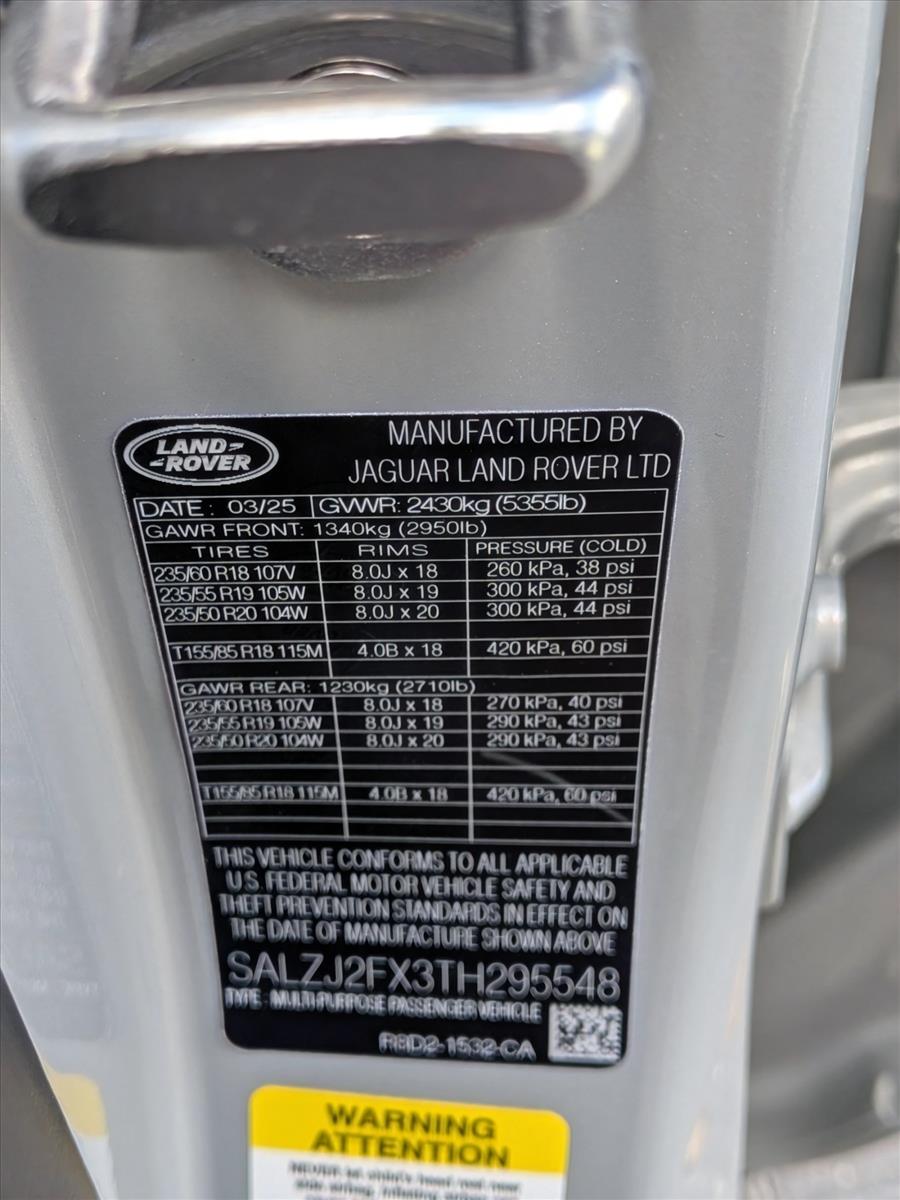 LAND ROVER
MANUFACTURED BY
JAGUAR LAND ROVER LTD
DATE : 03/25 GVWR: 2430kg (5355lb)
GAWR FRONT: 1340kg (2950lb)
TIRES RIMS PRESSURE (COLD)
235/60 R18 107V 8.0J x 18 260 kPa, 38 psi
235/55 R19 105W 8.0J x 19 300 kPa, 44 psi
235/50 R20 104W 8.0J x 20 300 kPa, 44 psi
T155/85 R18 115M 4.0B x 18 420 kPa, 60 psi
GAWR REAR: 1230kg (2710lb)
235/60 R18 107V 8.0J x 18 270 kPa, 40 psi
235/55 R19 105W 8.0J x 19 290 kPa, 43 psi
235/50 R20 104W 8.0J x 20 290 kPa, 43 psi
T155/85 R18 115M 4.0B x 18 420 kPa, 60 psi
THIS VEHICLE CONFORMS TO ALL APPLICABLE
U.S. FEDERAL MOTOR VEHICLE SAFETY AND
THEFT PREVENTION STANDARDS IN EFFECT ON
THE DATE OF MANUFACTURE SHOWN ABOVE
SALZJ2FX3TH295548
TYPE : MULTI-PURPOSE PASSENGER VEHICLE
R8D2-1532-CA
WARNING
ATTENTION